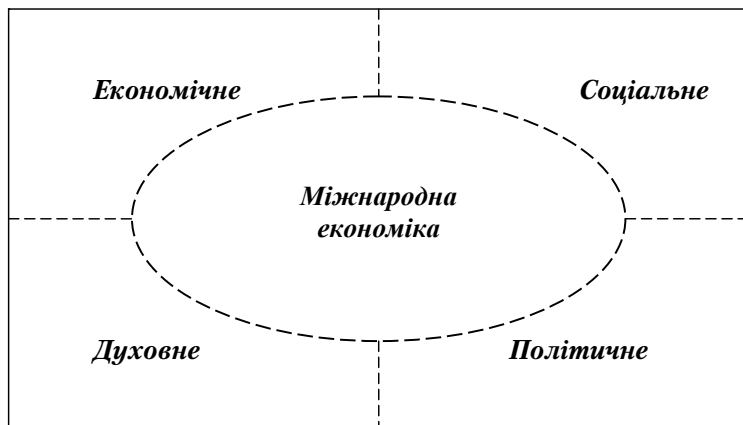 Економічне
Соціальне
Міжнародна
економіка
Духовне
Політичне